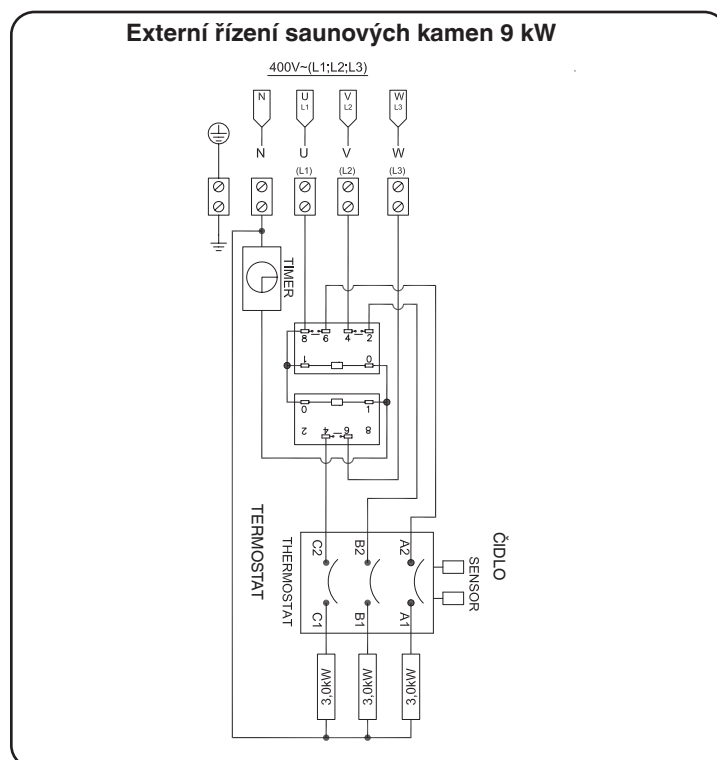 Externí řízení saunových kamen 9 kW
400V~(L1;L2;L3)
N
U
L1
V
L2
W
L3
N
U
V
W
(L1)
(L2)
(L3)
TIMER
8
6
4
2
1
0
0
1
2
4
6
8
TERMOSTAT
THERMOSTAT
C2
B2
A2
C1
B1
A1
ČIDLO
SENSOR
3,0kW
3,0kW
3,0kW